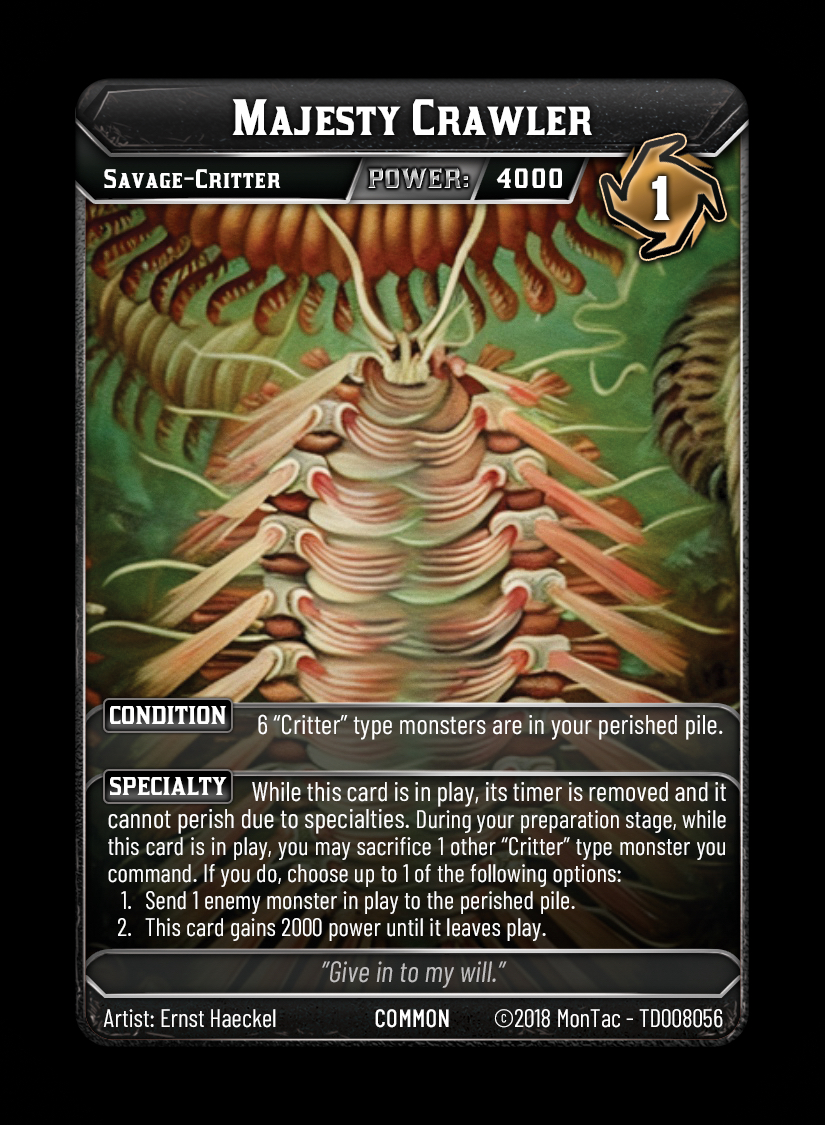 Majesty Crawler
Savage-Critter POWER: 4000 1
CONDITION 6 “Critter” type monsters are in your perished pile.
SPECIALTY While this card is in play, its timer is removed and it
cannot perish due to specialties. During your preparation stage, while
this card is in play, you may sacrifice 1 other “Critter” type monster you
command. If you do, choose up to 1 of the following options:
1. Send 1 enemy monster in play to the perished pile.
2. This card gains 2000 power until it leaves play.
"Give in to my will."
Artist: Ernst Haeckel COMMON ©2018 MonTac - TD008056